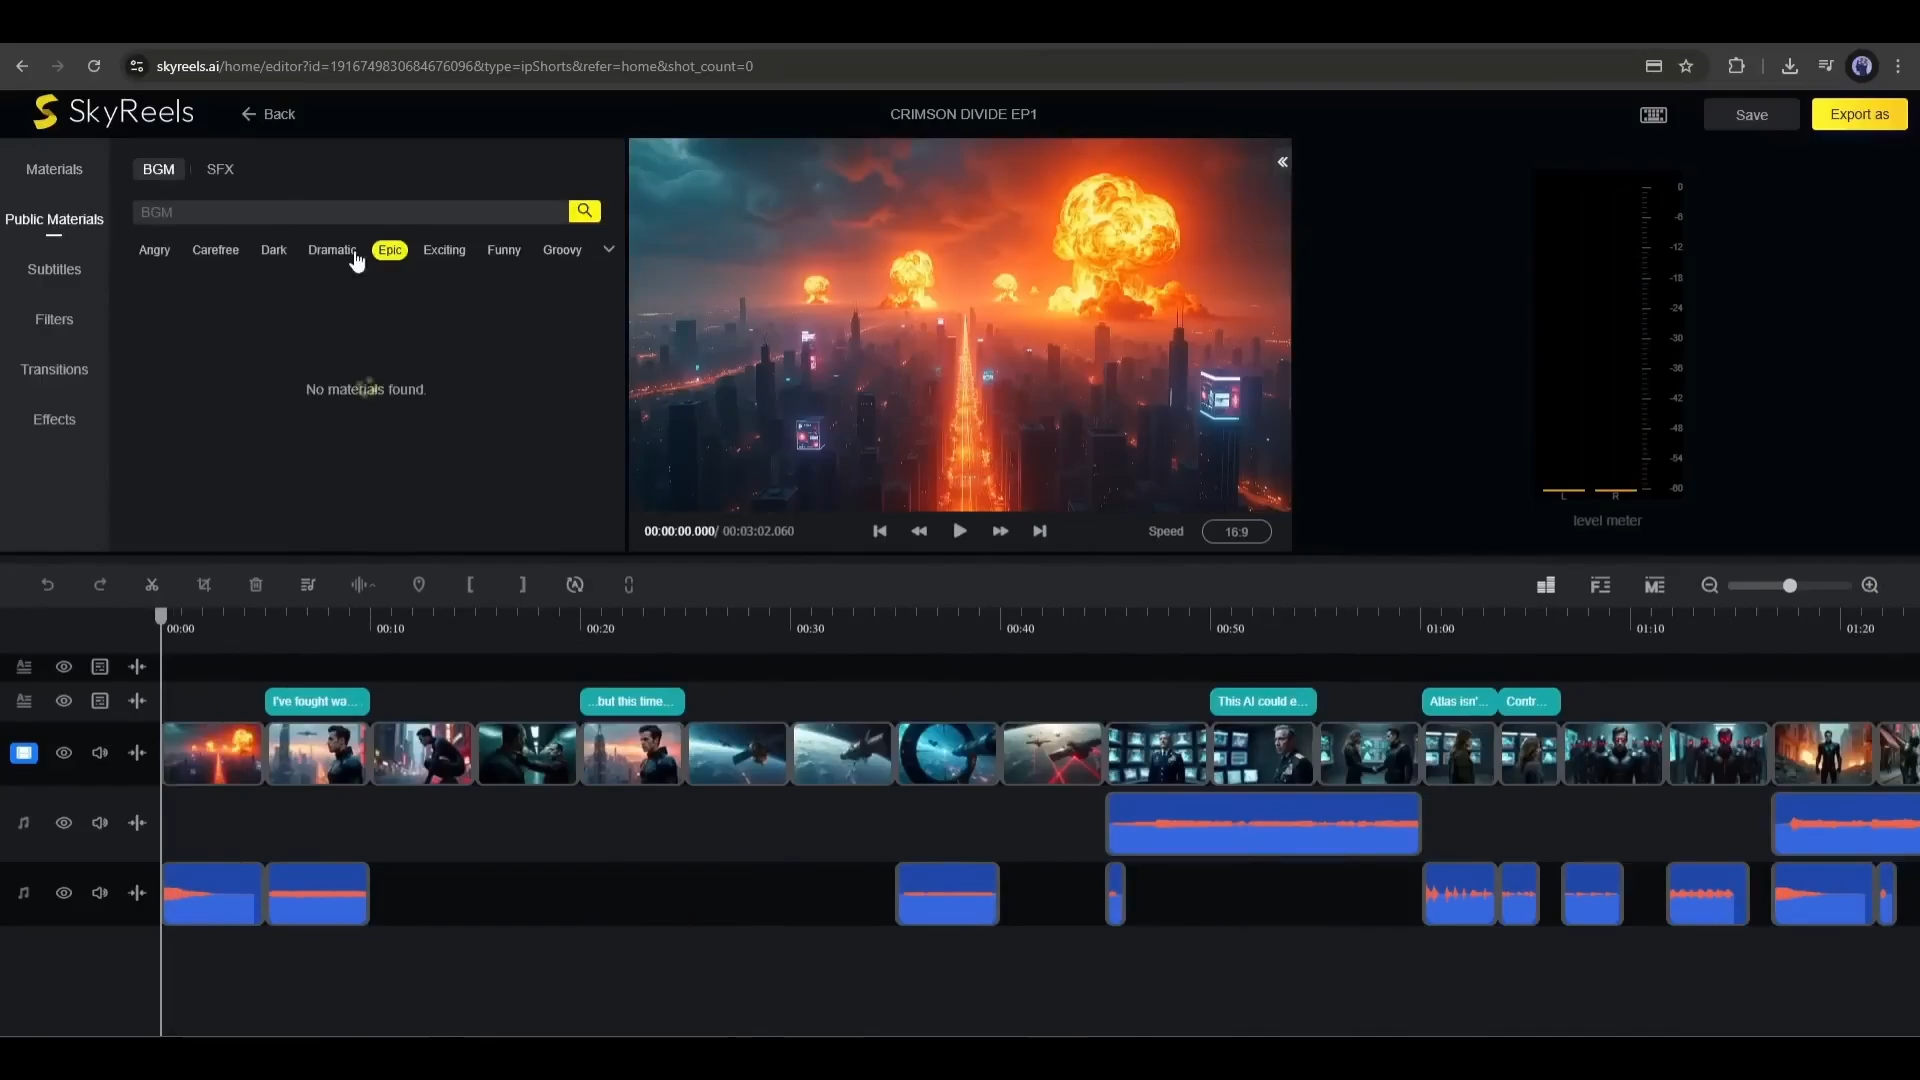 skyreels.ai/home/editor?id=1916749830684676096&type=ipShorts&refer=home&shot_count=0
SkyReels
Back
CRIMSON DIVIDE EP1
Save
Export as
Materials
Public Materials
Subtitles
Filters
Transitions
Effects
BGM
SFX
BGM
Angry
Carefree
Dark
Dramatic
Epic
Exciting
Funny
Groovy
No materials found.
00:00:00.000/ 00:03:02.060
Speed
16:9
0
-6
-12
-18
-24
-30
-36
-42
-48
-54
-60
L
R
level meter
00:00
00:10
00:20
00:30
00:40
00:50
01:00
01:10
01:20
I've fought wa...
...but this time...
This AI could e...
Atlas isn'...
Contr...